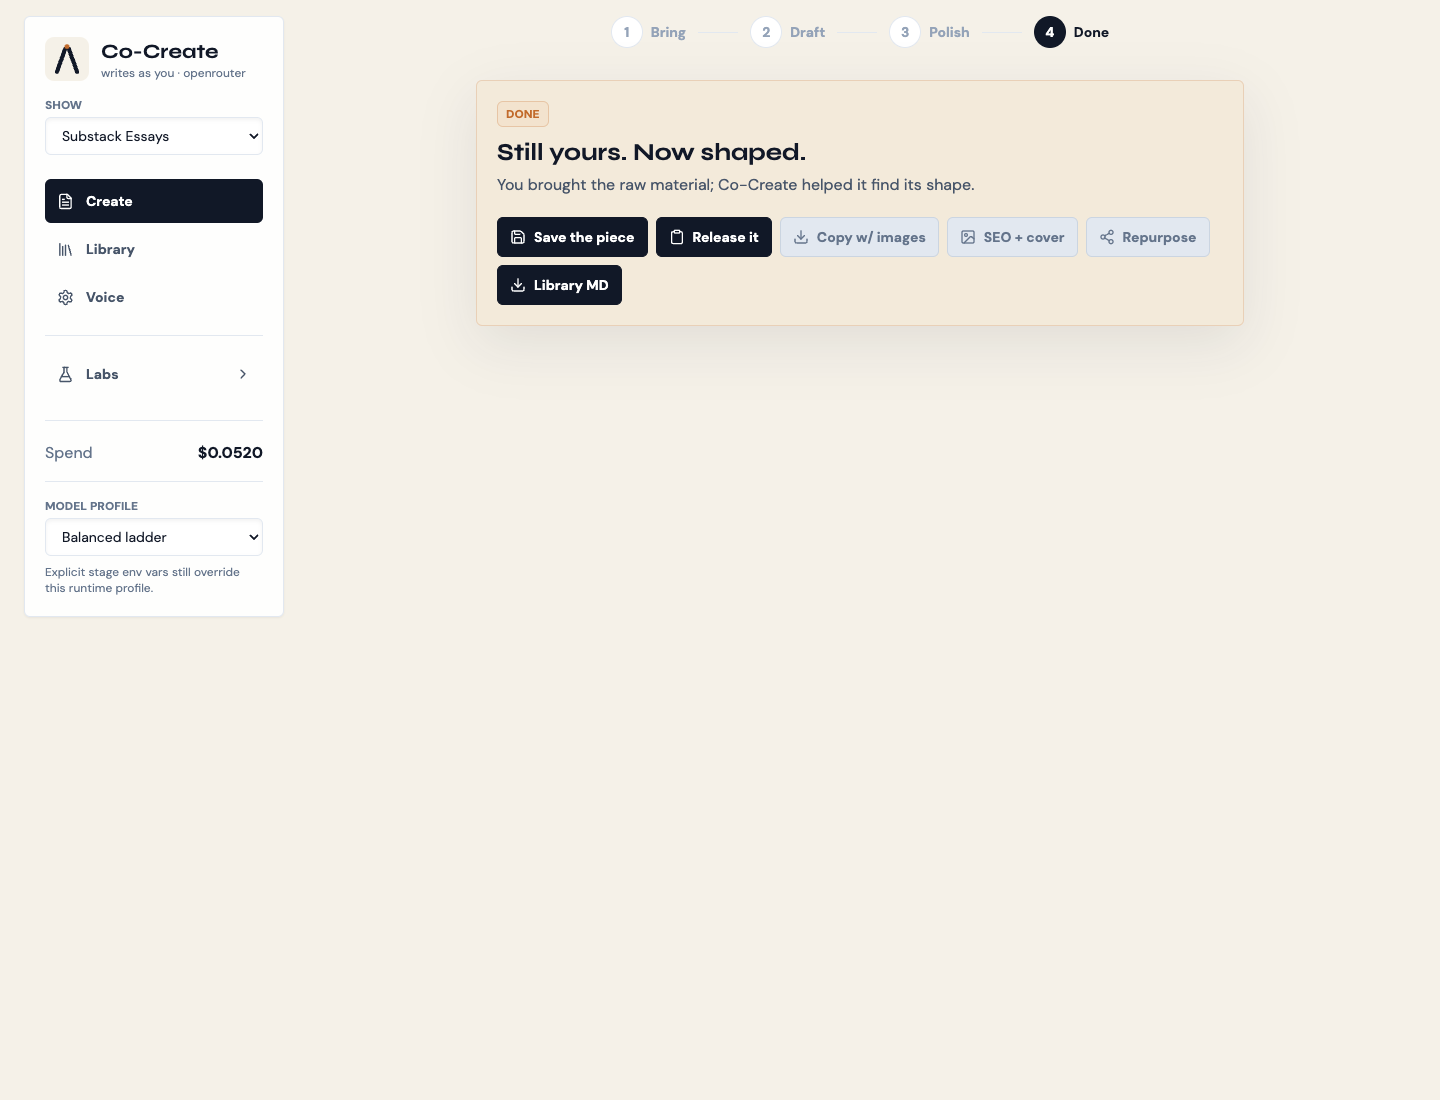 Co-Create
writes as you · openrouter
SHOW
Substack Essays
Create
Library
Voice
Labs
Spend $0.0520
MODEL PROFILE
Balanced ladder
Explicit stage env vars still override
this runtime profile.
1 Bring 2 Draft 3 Polish 4 Done
DONE
Still yours. Now shaped.
You brought the raw material; Co-Create helped it find its shape.
Save the piece Release it Copy w/ images SEO + cover Repurpose
Library MD